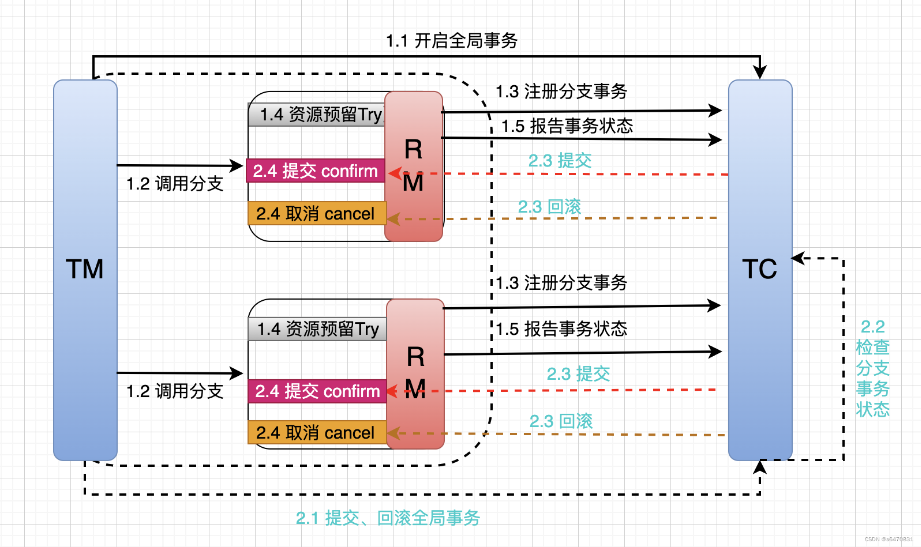 1.1 开启全局事务
1.3 注册分支事务
1.4 资源预留Try
1.5 报告事务状态
R
M
2.3 提交
2.4 提交 confirm
1.2 调用分支
2.3 回滚
2.4 取消 cancel
TM
TC
1.3 注册分支事务
1.4 资源预留Try
1.5 报告事务状态
R
M
2.2
检查
分支
事务
状态
2.3 提交
1.2 调用分支
2.4 提交 confirm
2.3 回滚
2.4 取消 cancel
2.1 提交、回滚全局事务